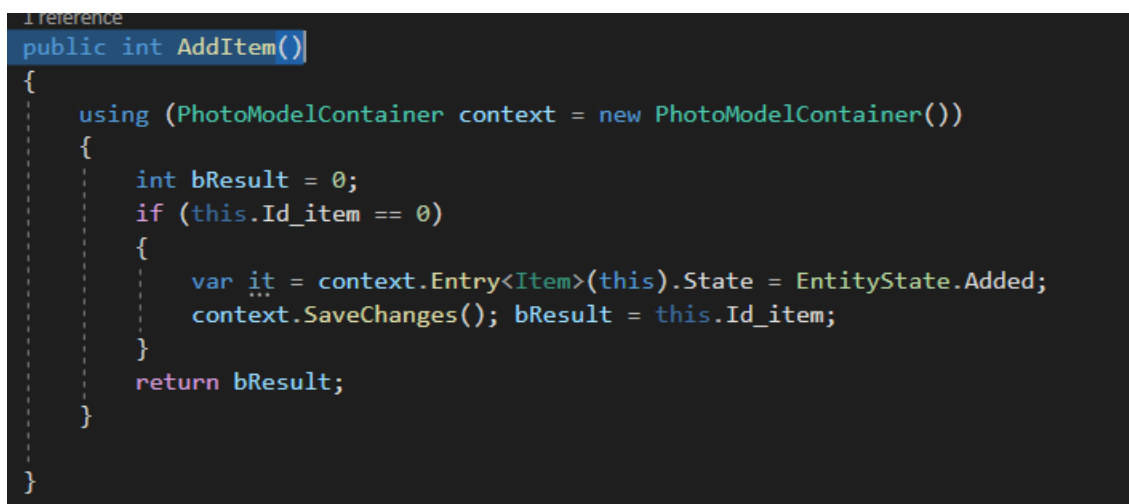 1 reference
public int AddItem()
{
using (PhotoModelContainer context = new PhotoModelContainer())
{
int bResult = 0;
if (this.Id_item == 0)
{
var it = context.Entry<Item>(this).State = EntityState.Added;
context.SaveChanges(); bResult = this.Id_item;
}
return bResult;
}
}